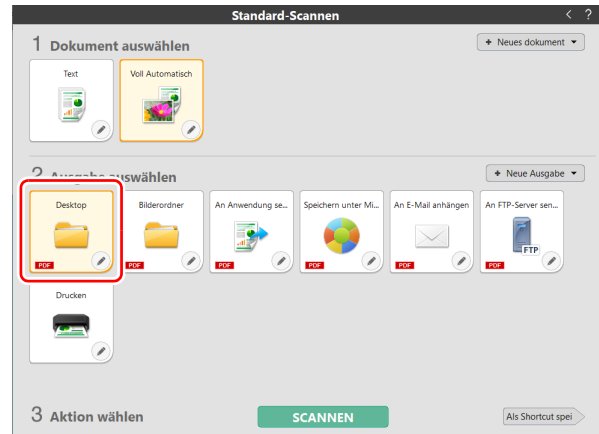 Standard-Scannen < ?
1 Dokument auswählen
+ Neues dokument
Text
Voll Automatisch
2 Ausgabe auswählen
+ Neue Ausgabe
Desktop
Bilderordner
An Anwendung se...
Speichern unter Mi...
An E-Mail anhängen
An FTP-Server sen...
FTP
PDF
PDF
PDF
PDF
PDF
PDF
Drucken
3 Aktion wählen
SCANNEN
Als Shortcut spei